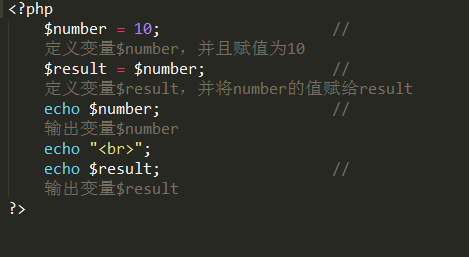 <?php
    $number = 10;                    //
    定义变量$number，并且赋值为10
    $result = $number;               //
    定义变量$result，并将number的值赋给result
    echo $number;                    //
    输出变量$number
    echo "<br>";
    echo $result;                    //
    输出变量$result
?>